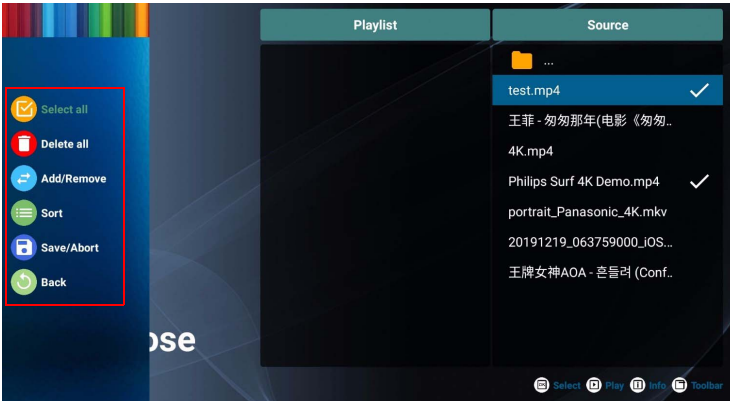 Playlist
Source
...
Select all
Delete all
Add/Remove
Sort
Save/Abort
Back
test.mp4
王菲 - 匆匆那年(电影《匆匆..
4K.mp4
Philips Surf 4K Demo.mp4
portrait_Panasonic_4K.mkv
20191219_063759000_iOS...
王牌女神AOA - 흔들려 (Conf..
ose
Select Play Info Toolbar